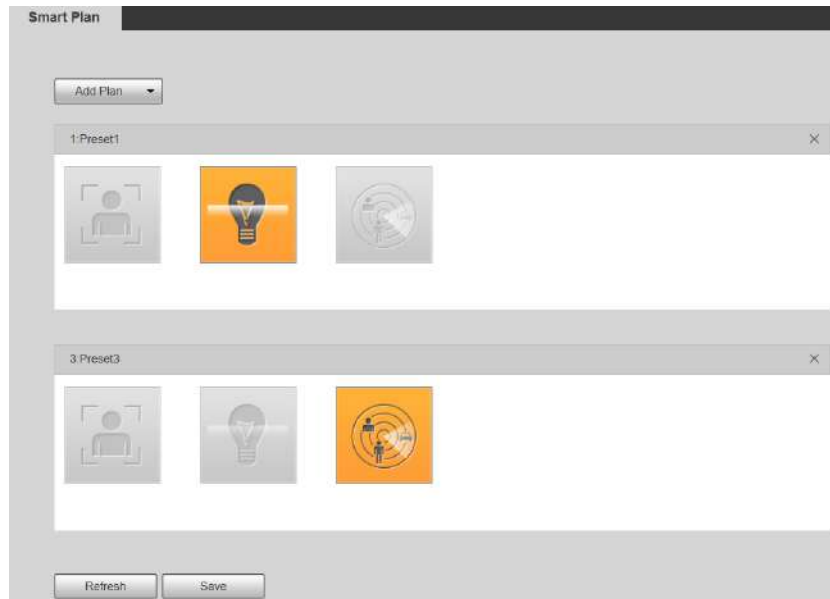 Smart Plan
Add Plan
1:Preset1
3:Preset3
Refresh
Save